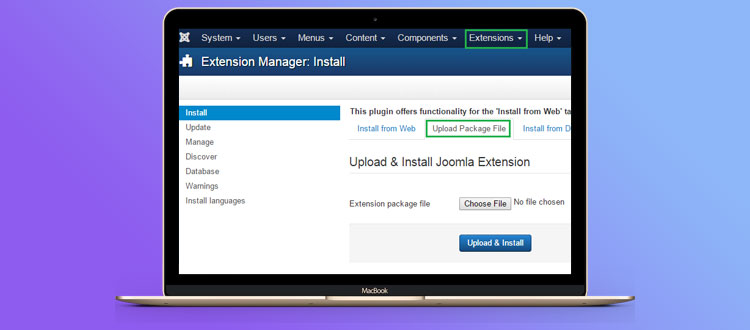 System Users Menus Content Components Extensions Help
Extension Manager: Install
Install
Update
Manage
Discover
Database
Warnings
Install languages
This plugin offers functionality for the 'Install from Web' ta
Install from Web Upload Package File Install from D
Upload & Install Joomla Extension
Extension package file Choose File No file chosen
Upload & Install
MacBook